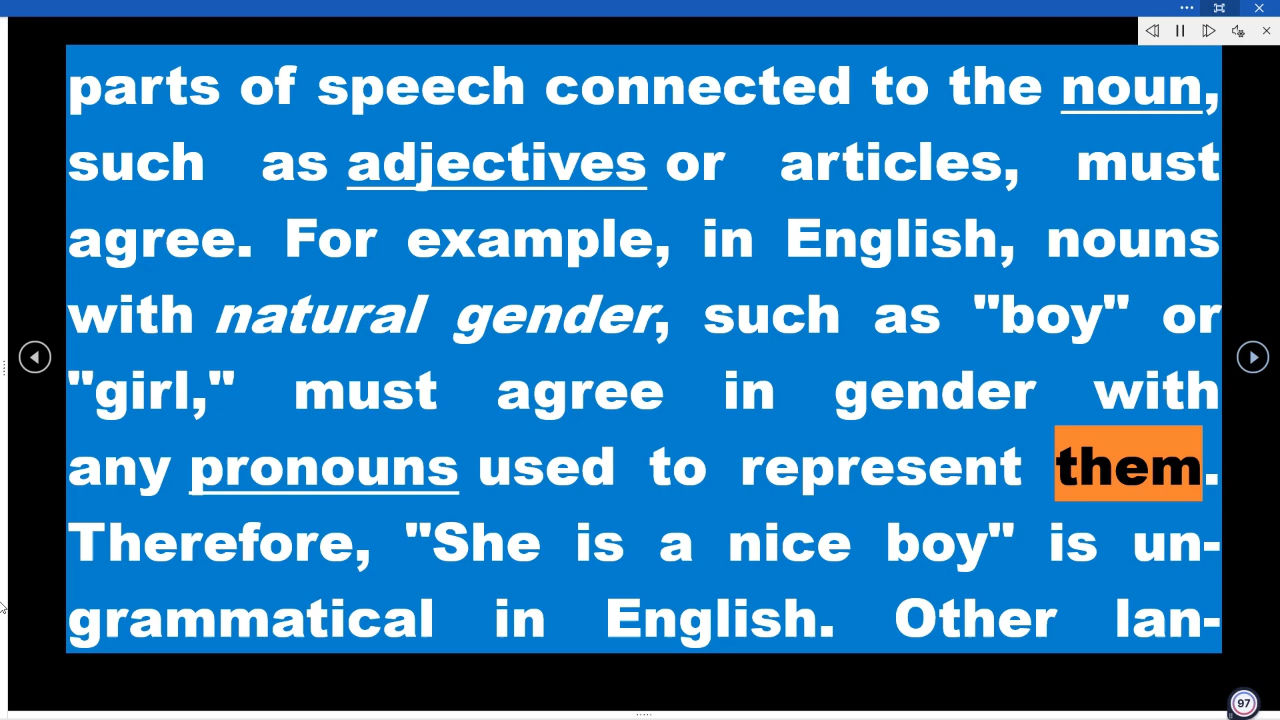 parts of speech connected to the noun,
such as adjectives or articles, must
agree. For example, in English, nouns
with natural gender, such as "boy" or
"girl," must agree in gender with
any pronouns used to represent them.
Therefore, "She is a nice boy" is un-
grammatical in English. Other lan-
97